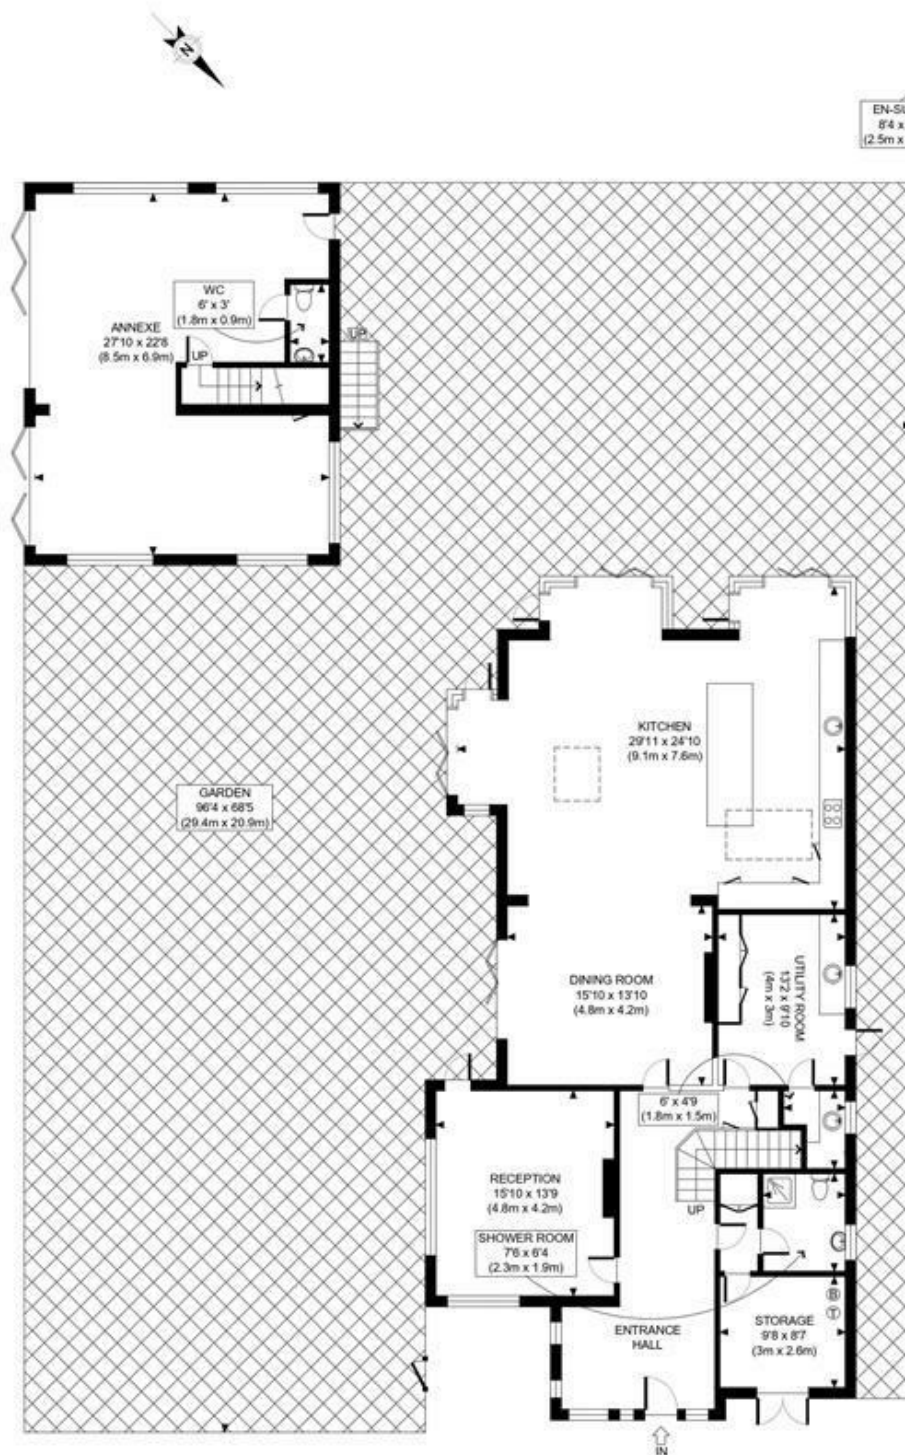 N
EN-SU
8'4 x
(2.5m x
WC
6' x 3'
(1.8m x 0.9m)
ANNEXE
27'10 x 22'8
(8.5m x 6.9m)
UP
UP
KITCHEN
29'11 x 24'10
(9.1m x 7.6m)
GARDEN
96'4 x 68'5
(29.4m x 20.9m)
DINING ROOM
15'10 x 13'10
(4.8m x 4.2m)
UTILITY ROOM
13'2 x 9'10
(4m x 3m)
6' x 4'9
(1.8m x 1.5m)
RECEPTION
15'10 x 13'9
(4.8m x 4.2m)
UP
SHOWER ROOM
7'6 x 6'4
(2.3m x 1.9m)
B
T
STORAGE
9'8 x 8'7
(3m x 2.6m)
ENTRANCE
HALL
IN